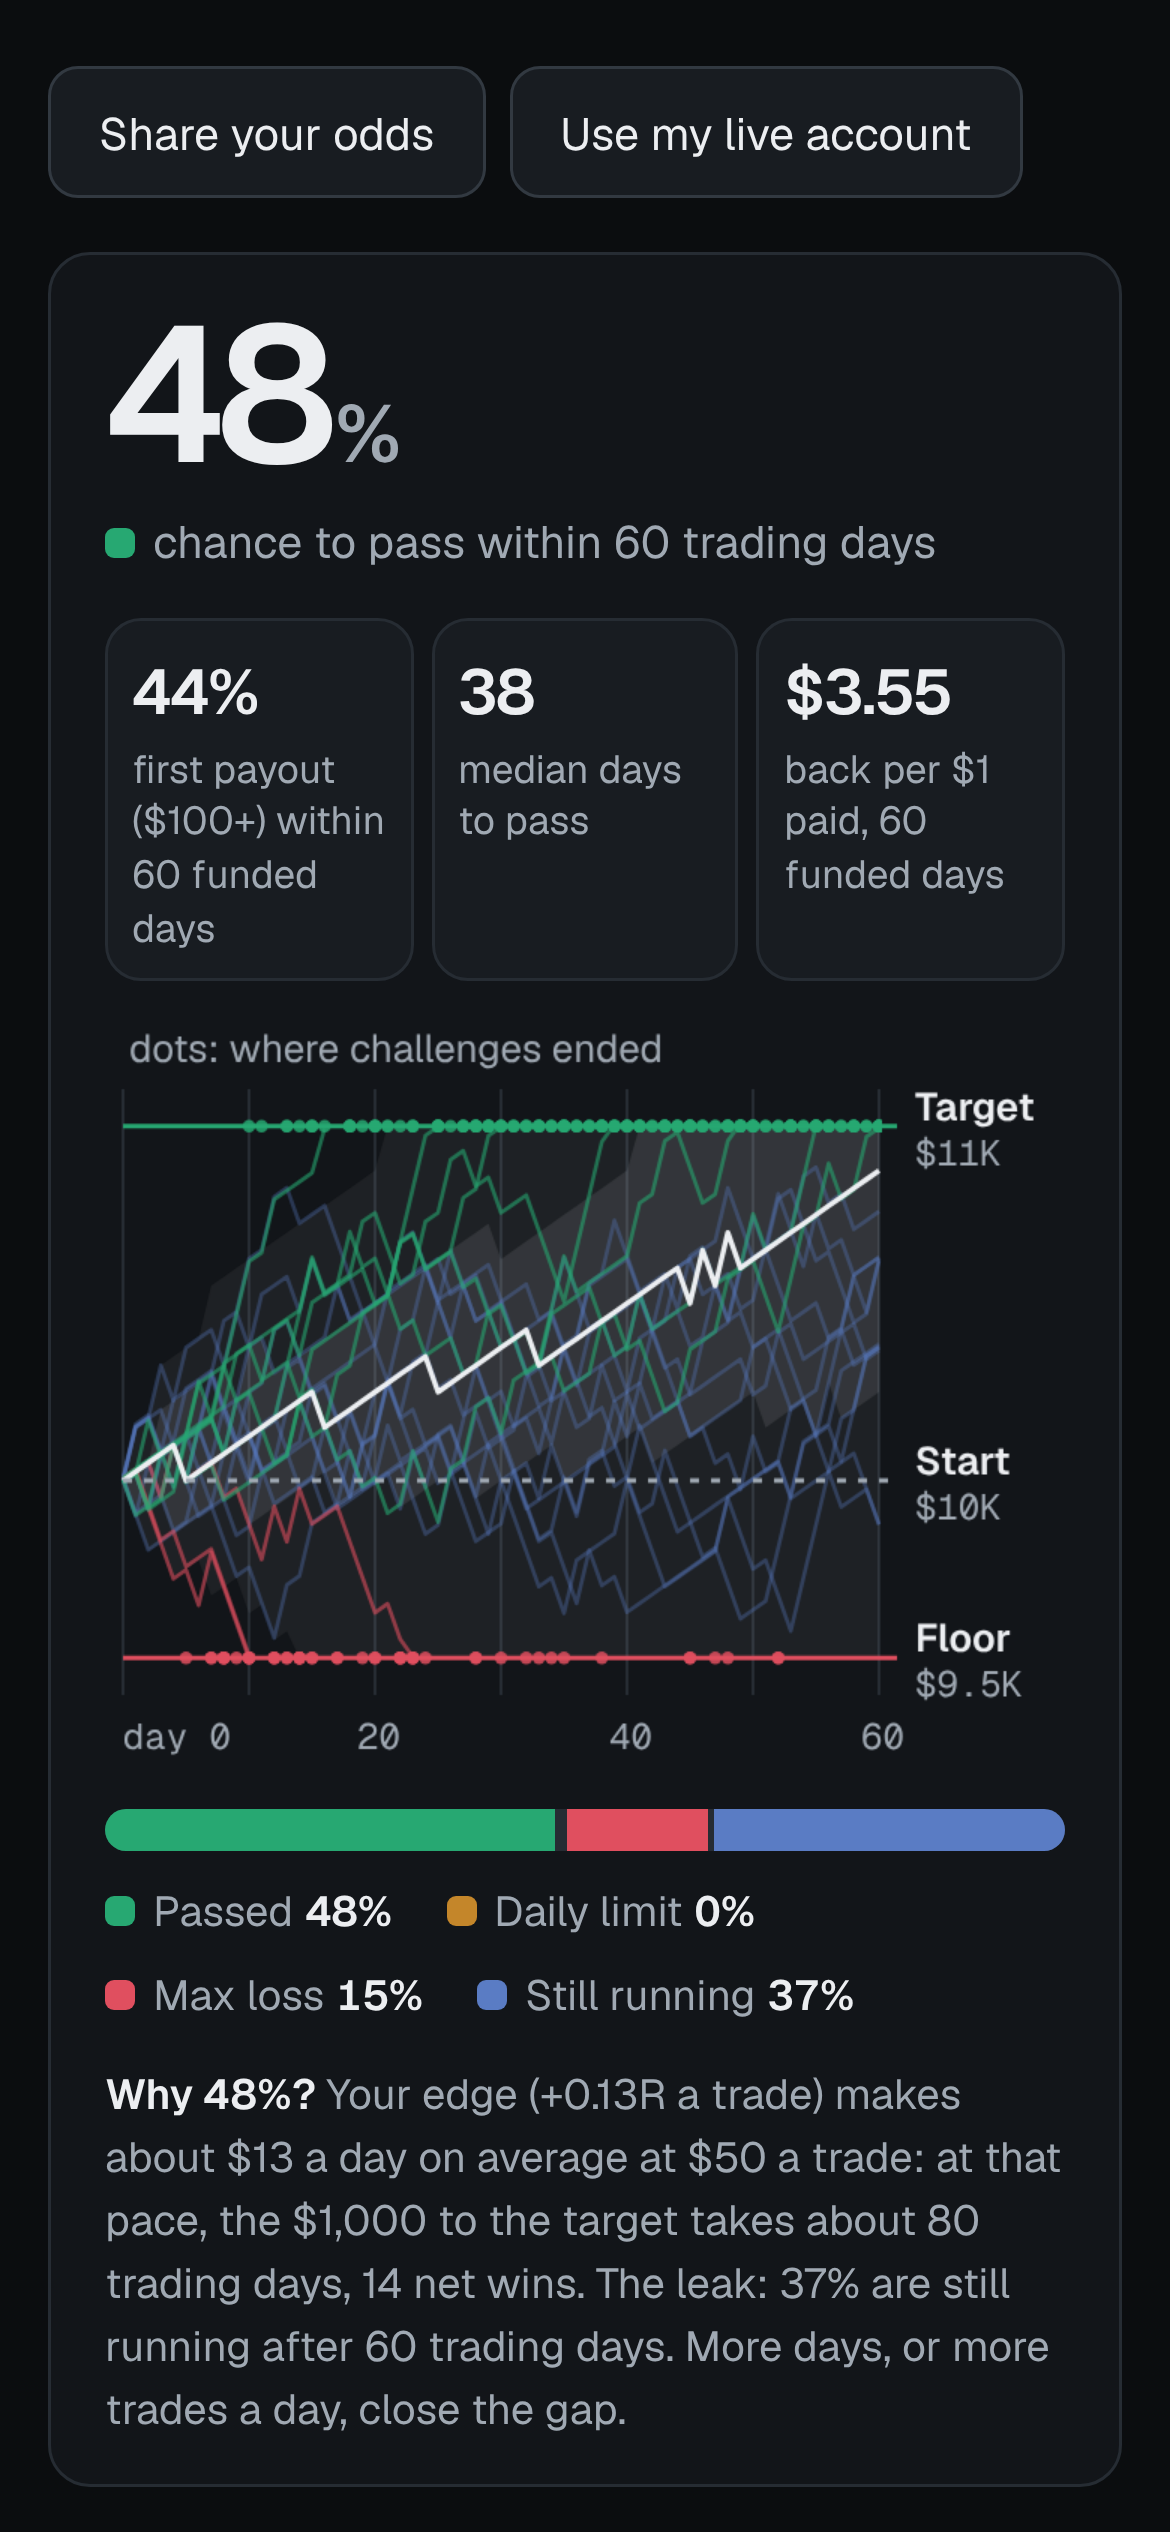 Share your odds
Use my live account
48%
chance to pass within 60 trading days
44%
first payout
($100+) within
60 funded
days
38
median days
to pass
$3.55
back per $1
paid, 60
funded days
dots: where challenges ended
Target
$11K
Start
$10K
Floor
$9.5K
day 0 20 40 60
Passed 48% Daily limit 0%
Max loss 15% Still running 37%
Why 48%? Your edge (+0.13R a trade) makes
about $13 a day on average at $50 a trade: at that
pace, the $1,000 to the target takes about 80
trading days, 14 net wins. The leak: 37% are still
running after 60 trading days. More days, or more
trades a day, close the gap.